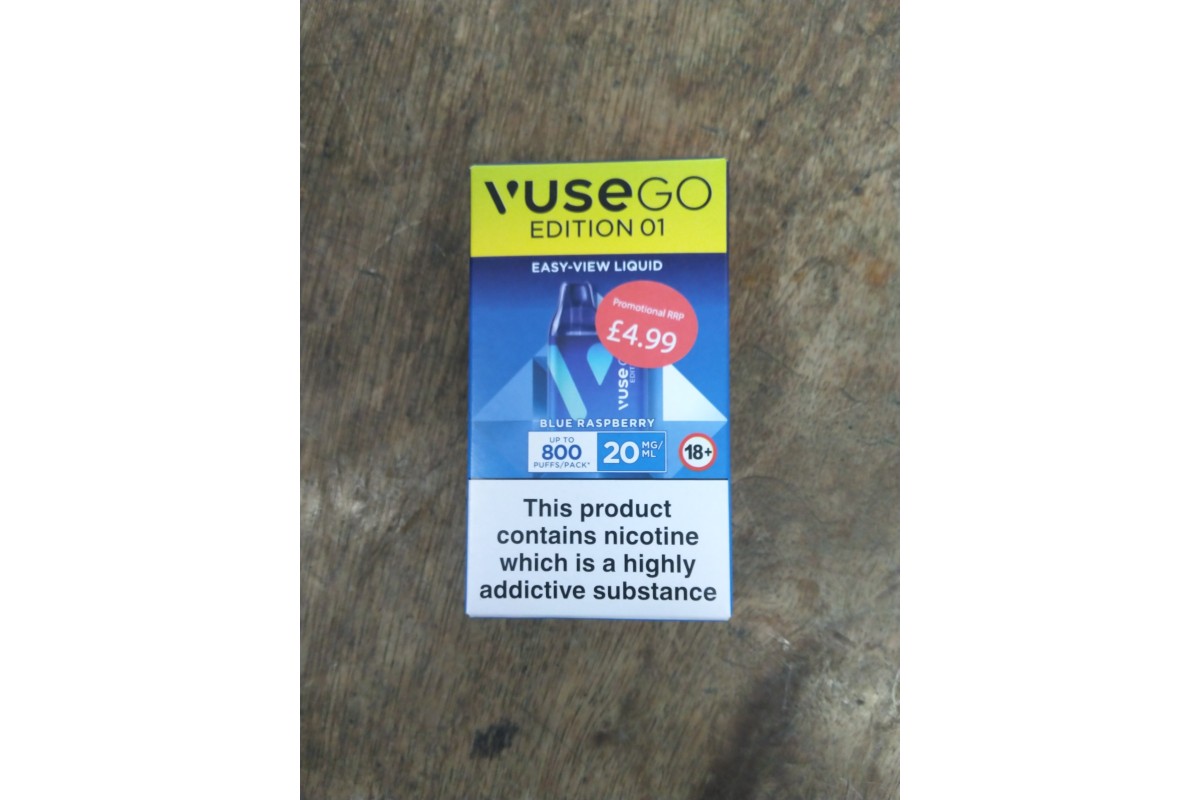 vuseGO
EDITION 01
EASY-VIEW LIQUID
Promotional RRP
£4.99
vuse
BLUE RASPBERRY
UP TO
800
PUFFS/PACK*
20 MG/
ML
18+
This product
contains nicotine
which is a highly
addictive substance